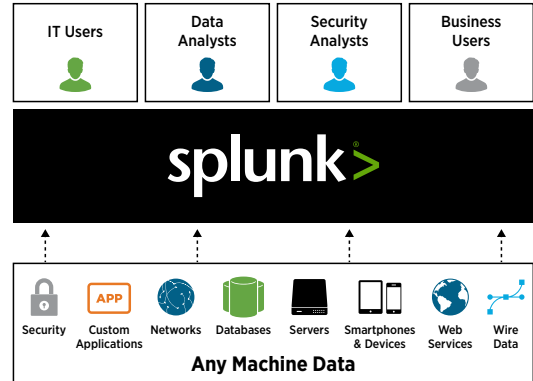 IT Users
Data
Analysts
Security
Analysts
Business
Users
splunk>®
Security
APP
Custom
Applications
Networks
Databases
Servers
Smartphones
& Devices
Web
Services
Wire
Data
Any Machine Data